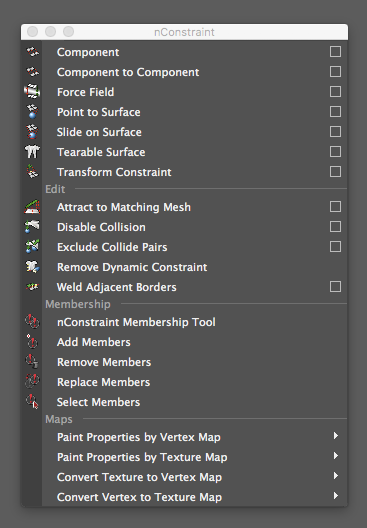 nConstraint
Component
Component to Component
Force Field
Point to Surface
Slide on Surface
Tearable Surface
Transform Constraint
Edit
Attract to Matching Mesh
Disable Collision
Exclude Collide Pairs
Remove Dynamic Constraint
Weld Adjacent Borders
Membership
nConstraint Membership Tool
Add Members
Remove Members
Replace Members
Select Members
Maps
Paint Properties by Vertex Map
Paint Properties by Texture Map
Convert Texture to Vertex Map
Convert Vertex to Texture Map